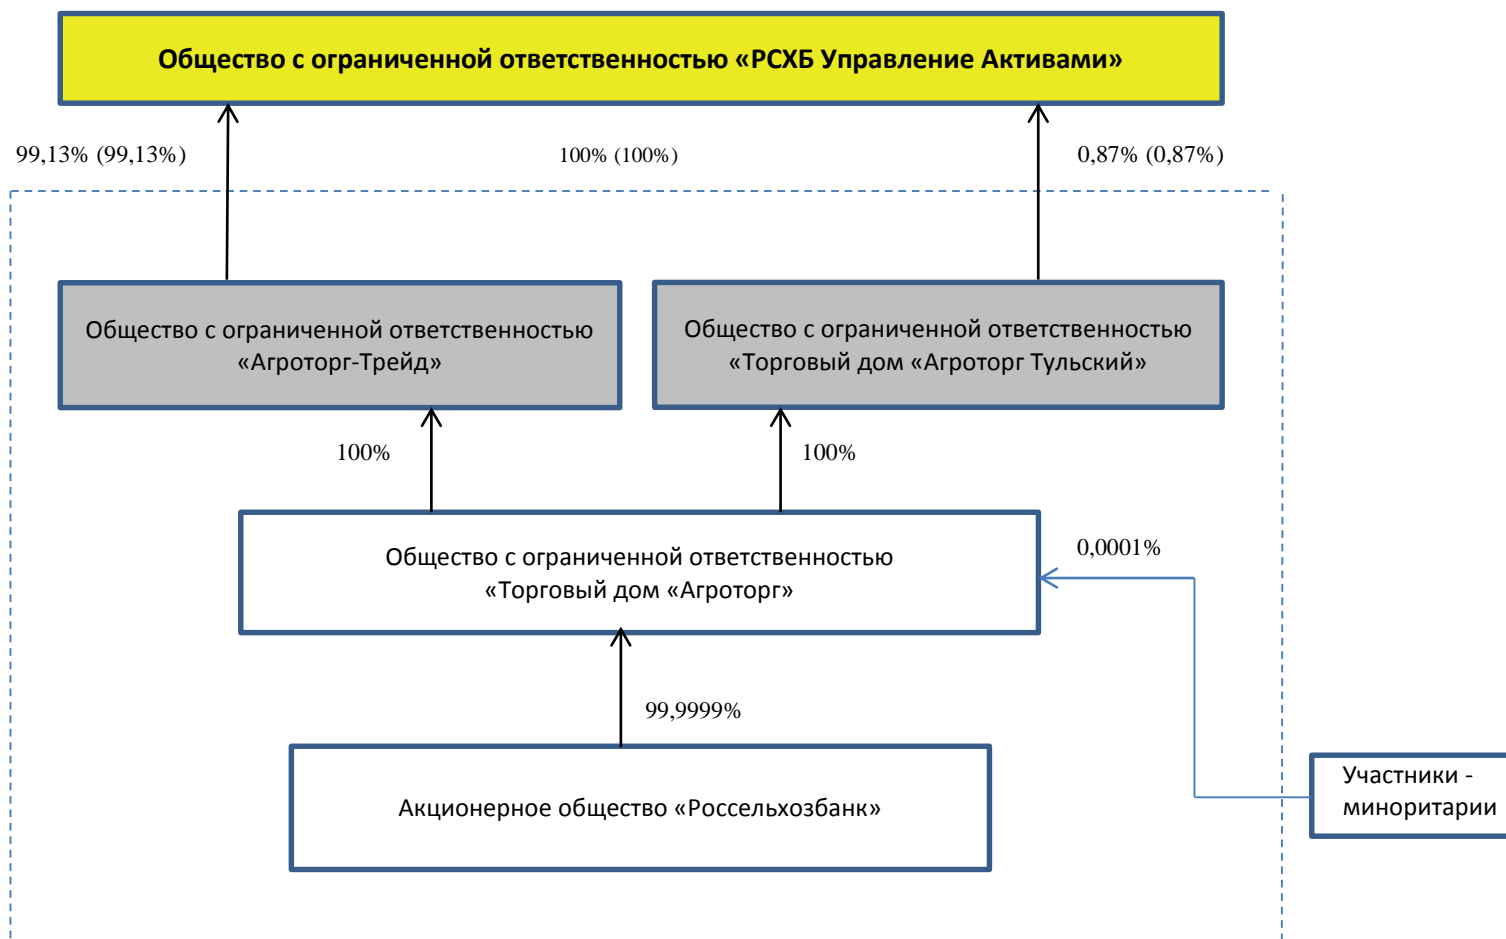 Общество с ограниченной ответственностью «РСХБ Управление Активами»
99,13% (99,13%)
100% (100%)
0,87% (0,87%)
Общество с ограниченной ответственностью
«Агроторг-Трейд»
Общество с ограниченной ответственностью
«Торговый дом «Агроторг Тульский»
100%
100%
Общество с ограниченной ответственностью
«Торговый дом «Агроторг»
0,0001%
99,9999%
Акционерное общество «Россельхозбанк»
Участники -
миноритарии